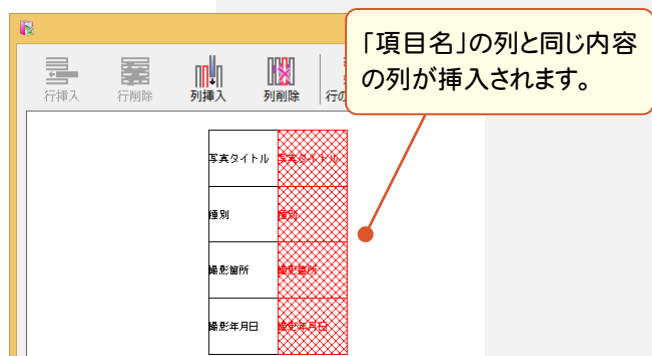 「項目名」の列と同じ内容
の列が挿入されます。
行挿入 行削除 列挿入 列削除 行の
写真タイトル 写真タイトル
種別 種別
撮影箇所 撮影箇所
撮影年月日 撮影年月日